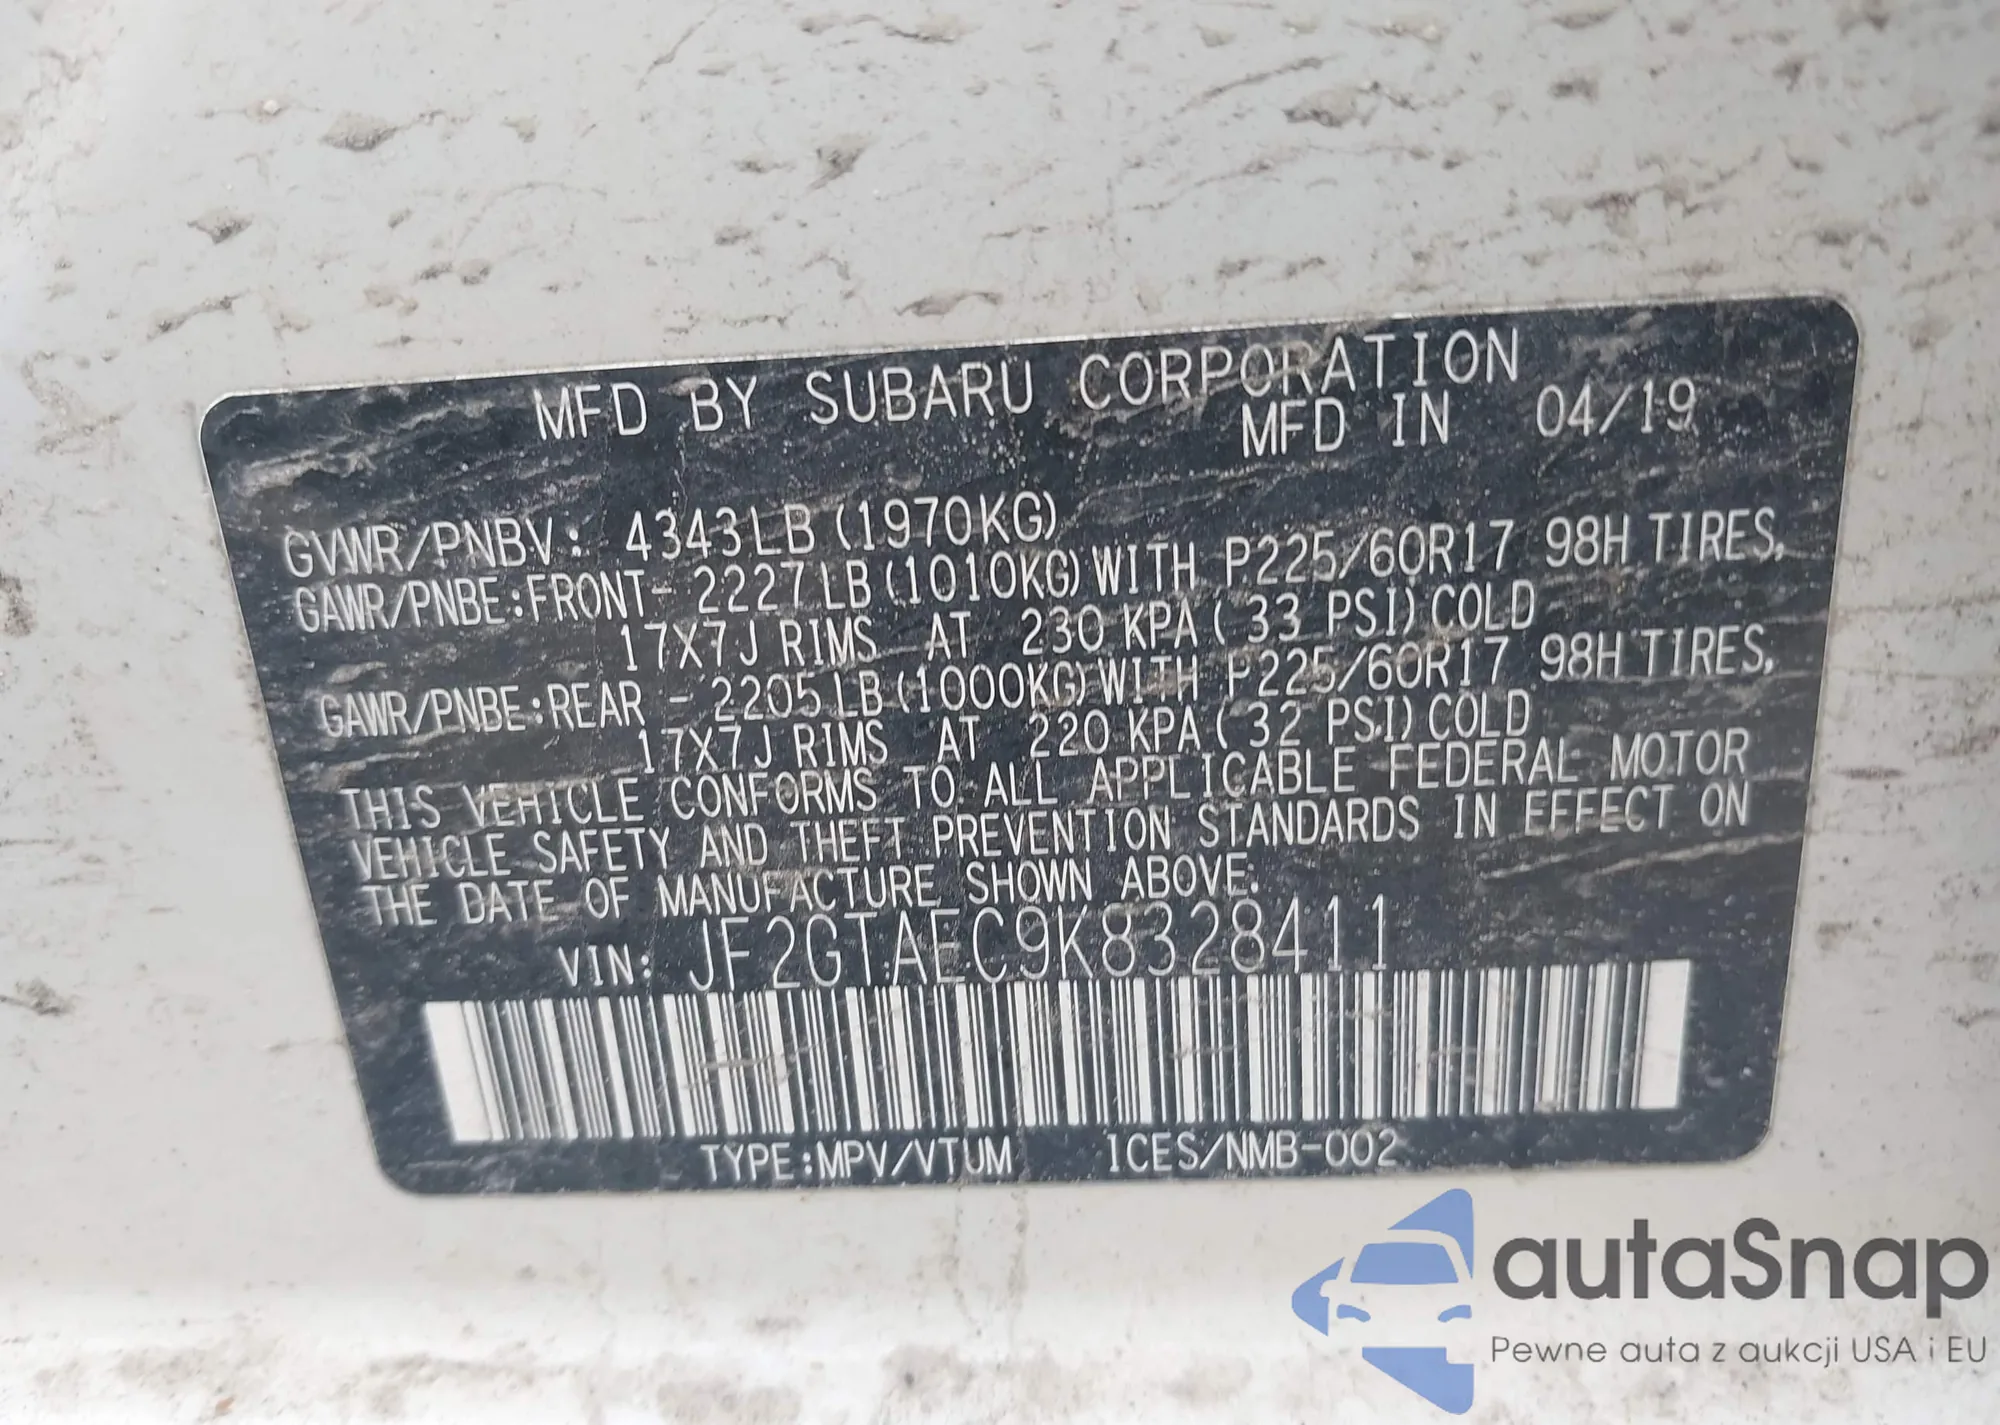 MFD BY SUBARU CORPORATION
MFD IN 04/19
GVWR/PNBV: 4343LB (1970KG)
GAWR/PNBE:FRONT- 2227LB (1010KG) WITH P225/60R17 98H TIRES,
17X7J RIMS AT 230 KPA ( 33 PSI) COLD
GAWR/PNBE:REAR - 2205LB (1000KG) WITH P225/60R17 98H TIRES,
17X7J RIMS AT 220 KPA ( 32 PSI) COLD
THIS VEHICLE CONFORMS TO ALL APPLICABLE FEDERAL MOTOR
VEHICLE SAFETY AND THEFT PREVENTION STANDARDS IN EFFECT ON
THE DATE OF MANUFACTURE SHOWN ABOVE.
VIN: JF2GTAEC9K8328411
TYPE:MPV/VTUM ICES/NMB-002
autaSnap
Pewne auta z aukcji USA i EU